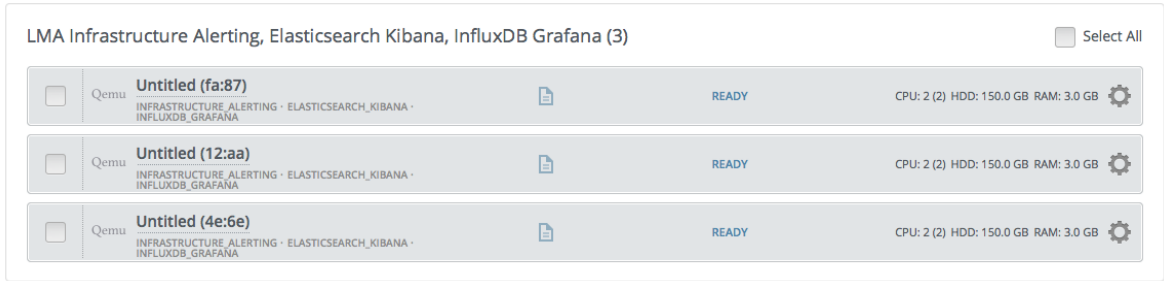 LMA Infrastructure Alerting, Elasticsearch Kibana, InfluxDB Grafana (3) Select All
Qemu Untitled (fa:87) READY CPU: 2 (2) HDD: 150.0 GB RAM: 3.0 GB
INFRASTRUCTURE_ALERTING · ELASTICSEARCH_KIBANA ·
INFLUXDB_GRAFANA
Qemu Untitled (12:aa) READY CPU: 2 (2) HDD: 150.0 GB RAM: 3.0 GB
INFRASTRUCTURE_ALERTING · ELASTICSEARCH_KIBANA ·
INFLUXDB_GRAFANA
Qemu Untitled (4e:6e) READY CPU: 2 (2) HDD: 150.0 GB RAM: 3.0 GB
INFRASTRUCTURE_ALERTING · ELASTICSEARCH_KIBANA ·
INFLUXDB_GRAFANA